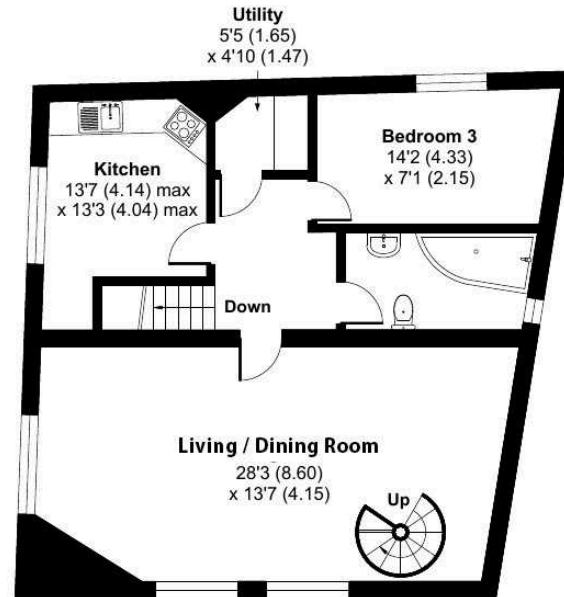 Utility
5'5 (1.65)
x 4'10 (1.47)
Kitchen
13'7 (4.14) max
x 13'3 (4.04) max
Bedroom 3
14'2 (4.33)
x 7'1 (2.15)
Down
Living / Dining Room
28'3 (8.60)
x 13'7 (4.15)
Up